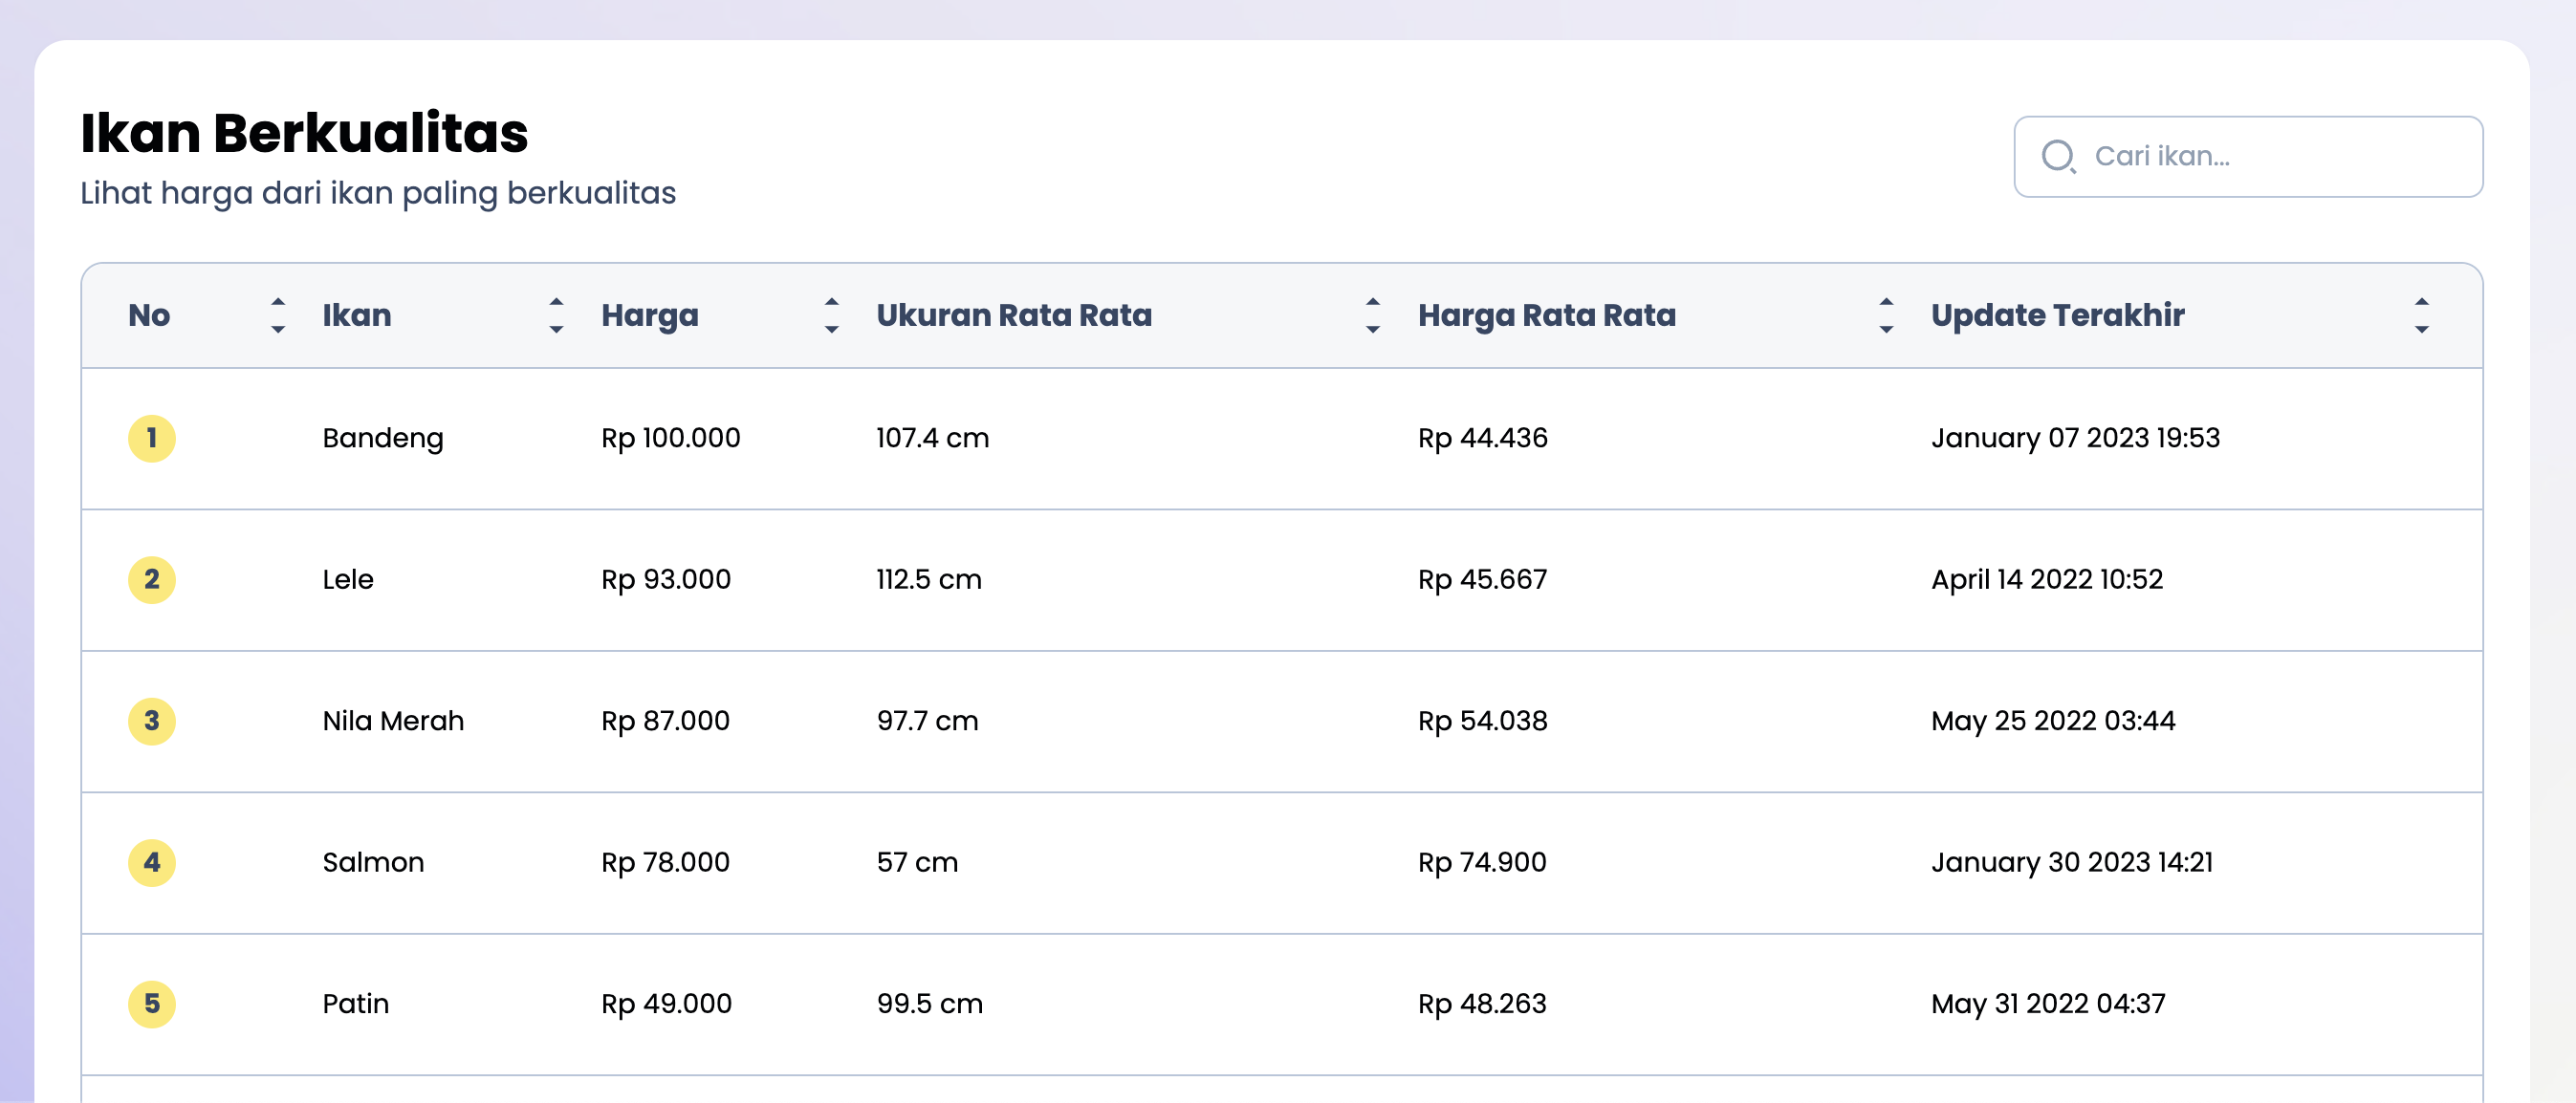 Ikan Berkualitas
Lihat harga dari ikan paling berkualitas
Cari ikan...
No Ikan Harga Ukuran Rata Rata Harga Rata Rata Update Terakhir
1 Bandeng Rp 100.000 107.4 cm Rp 44.436 January 07 2023 19:53
2 Lele Rp 93.000 112.5 cm Rp 45.667 April 14 2022 10:52
3 Nila Merah Rp 87.000 97.7 cm Rp 54.038 May 25 2022 03:44
4 Salmon Rp 78.000 57 cm Rp 74.900 January 30 2023 14:21
5 Patin Rp 49.000 99.5 cm Rp 48.263 May 31 2022 04:37